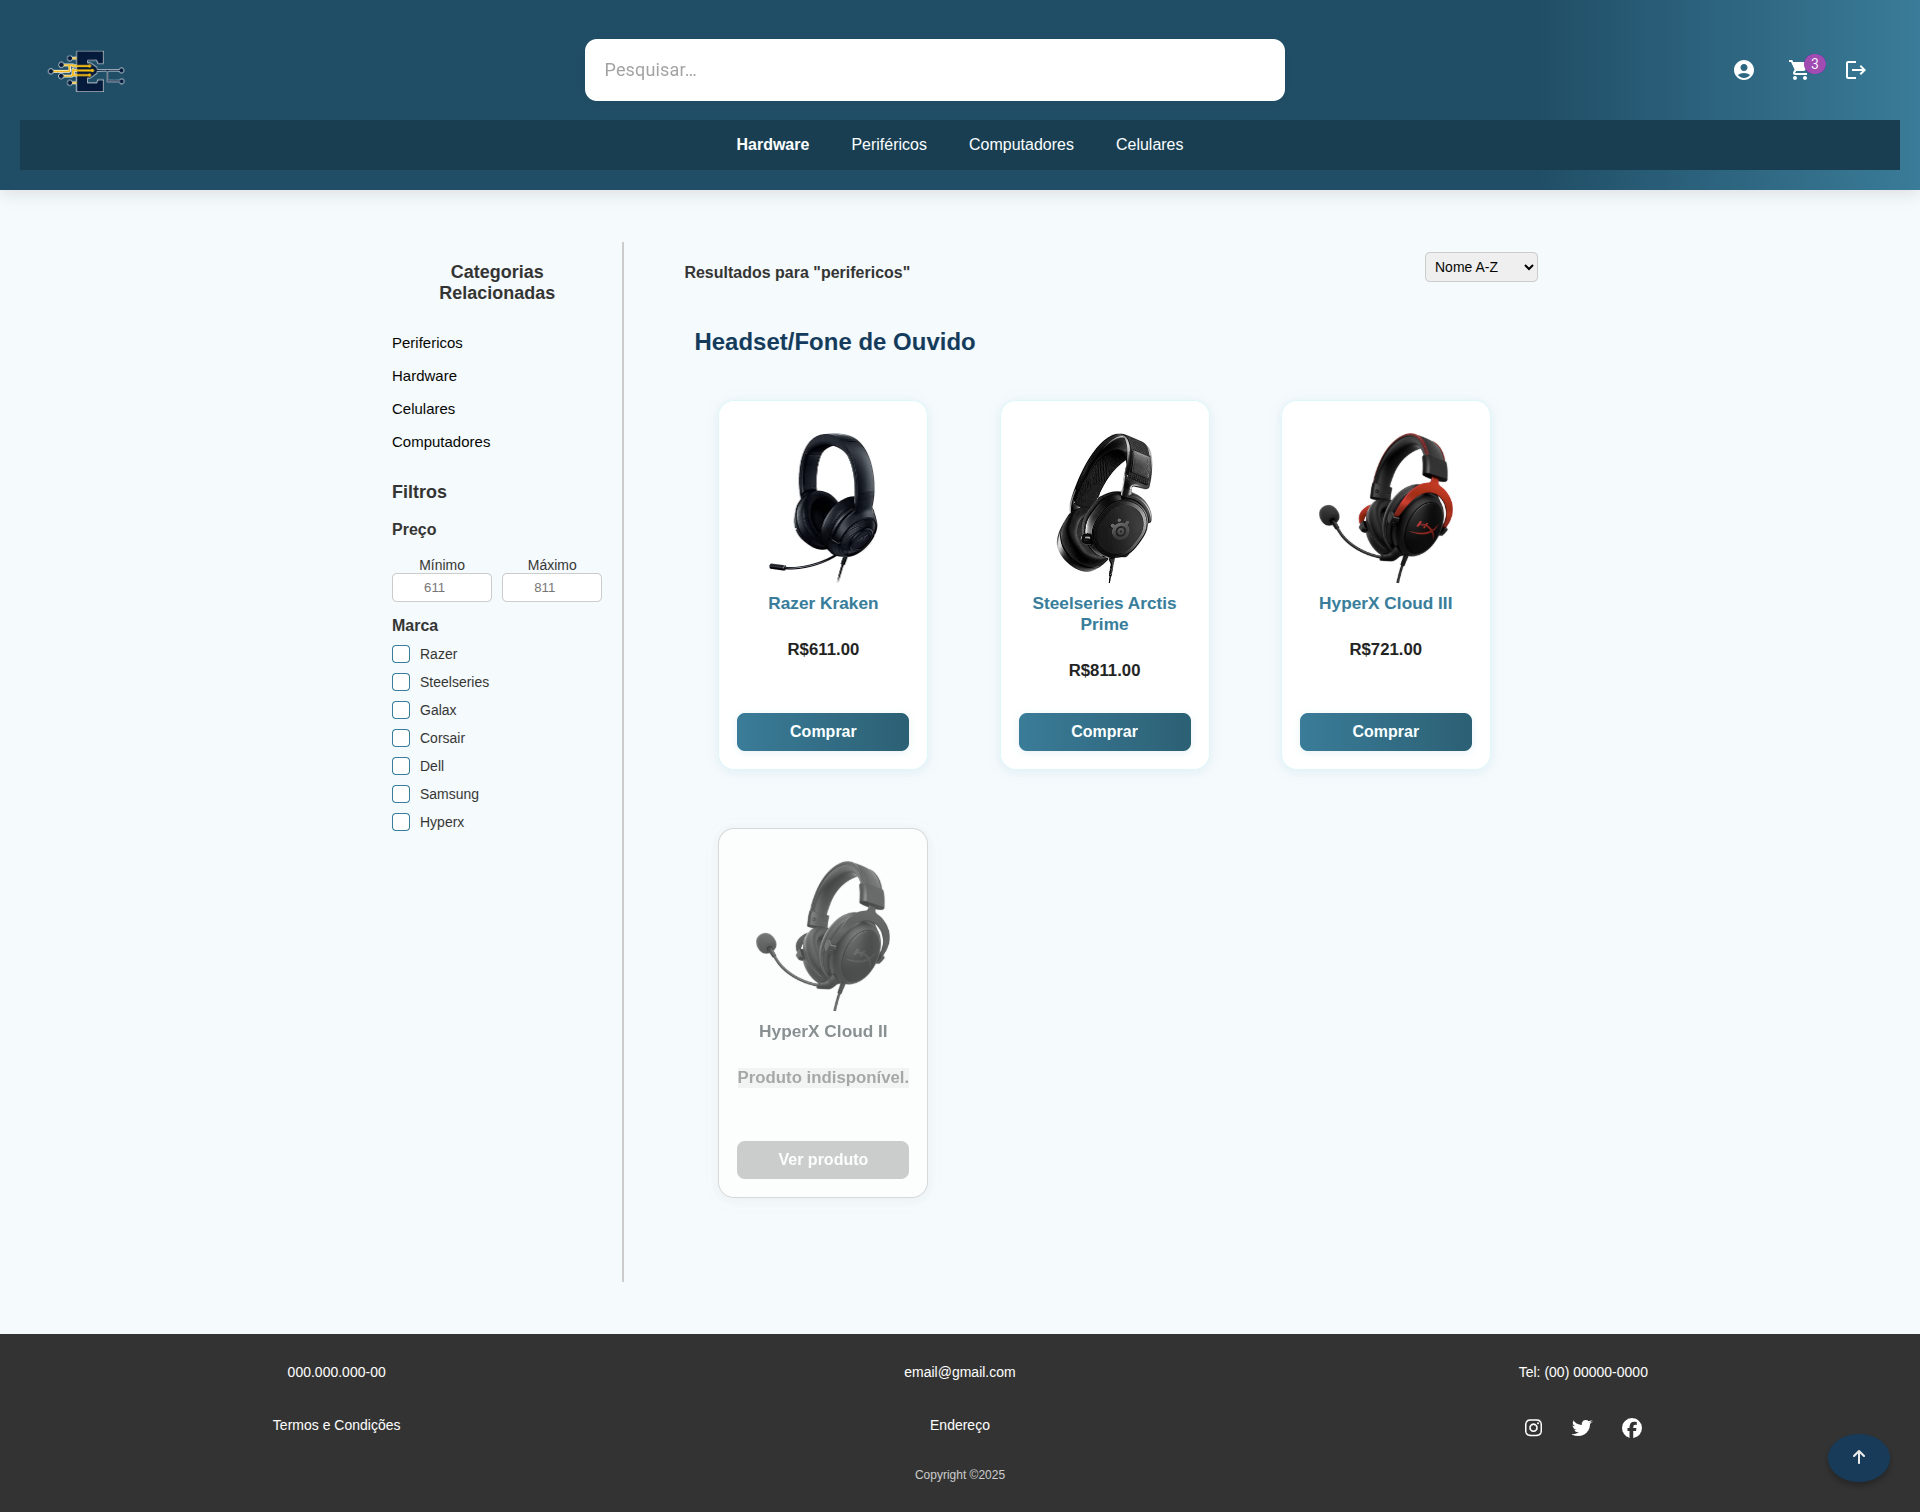 Pesquisar...
3
Hardware
Periféricos
Computadores
Celulares
Categorias
Relacionadas
Perifericos
Hardware
Celulares
Computadores
Filtros
Preço
Mínimo
Máximo
611
811
Marca
Razer
Steelseries
Galax
Corsair
Dell
Samsung
Hyperx
Resultados para "perifericos"
Nome A-Z
Headset/Fone de Ouvido
Razer Kraken
R$611.00
Comprar
Steelseries Arctis
Prime
R$811.00
Comprar
HyperX Cloud III
R$721.00
Comprar
HyperX Cloud II
Produto indisponível.
Ver produto
000.000.000-00
email@gmail.com
Tel: (00) 00000-0000
Termos e Condições
Endereço
Copyright ©2025